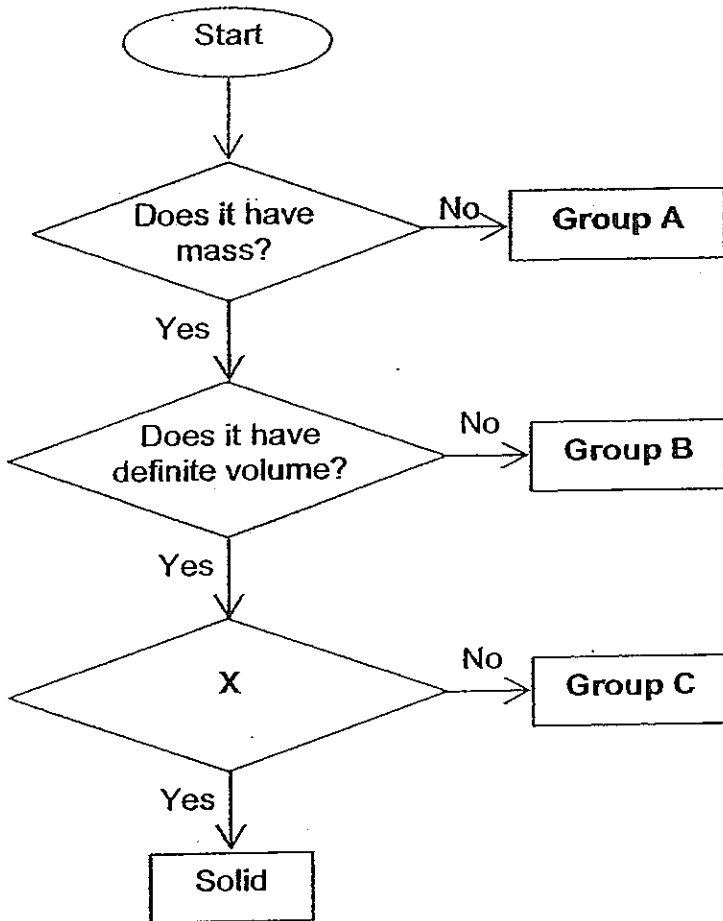 Start
Does it have
mass?
No
Group A
Yes
Does it have
definite volume?
No
Group B
Yes
X
No
Group C
Yes
Solid